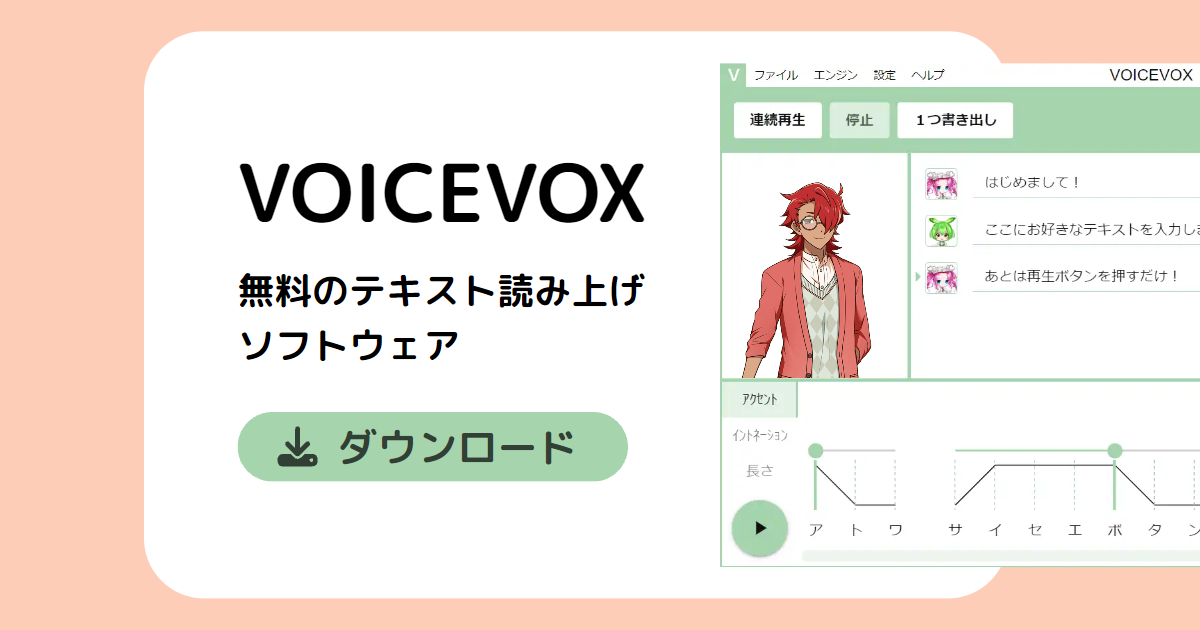 VOICEVOX
無料のテキスト読み上げ
ソフトウェア
ダウンロード
V ファイル エンジン 設定 ヘルプ VOICEVOX
連続再生 停止 1つ書き出し
はじめまして!
ここにお好きなテキストを入力しま
あとは再生ボタンを押すだけ!
アクセント
イントネーション
長さ
ア ト ワ サ イ セ エ ボ タ ン